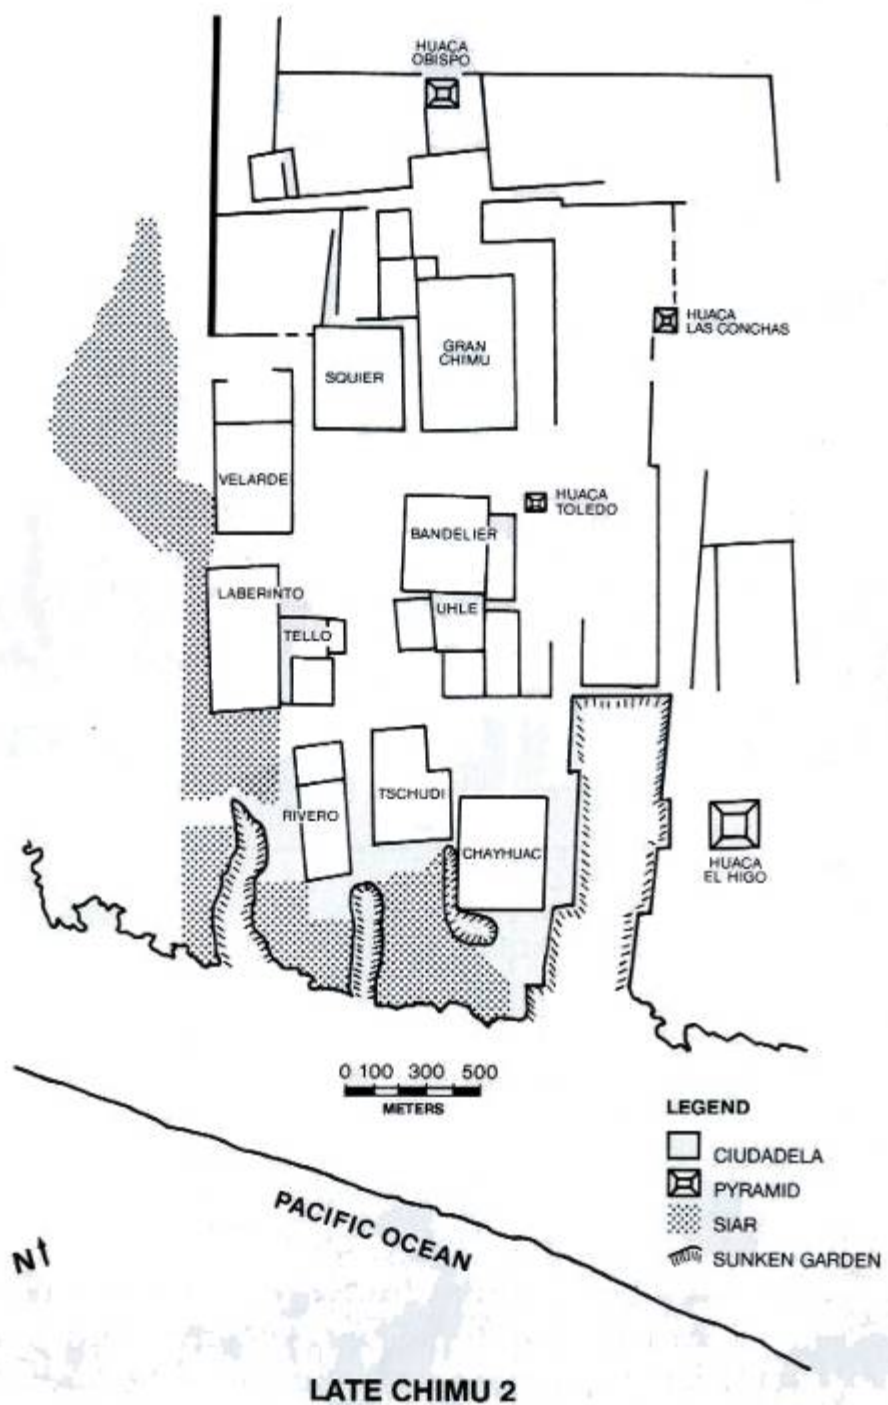 HUACA
OBISPO
HUACA
LAS CONCHAS
GRAN
CHIMU
SQUIER
VELARDE
HUACA
TOLEDO
BANDELIER
LABERINTO
UHLE
TELLO
TSCHUDI
RIVERO
CHAYHUAC
HUACA
EL HIGO
0 100 300 500
METERS
LEGEND
CIUDADELA
PYRAMID
SIAR
SUNKEN GARDEN
PACIFIC OCEAN
N
LATE CHIMU 2